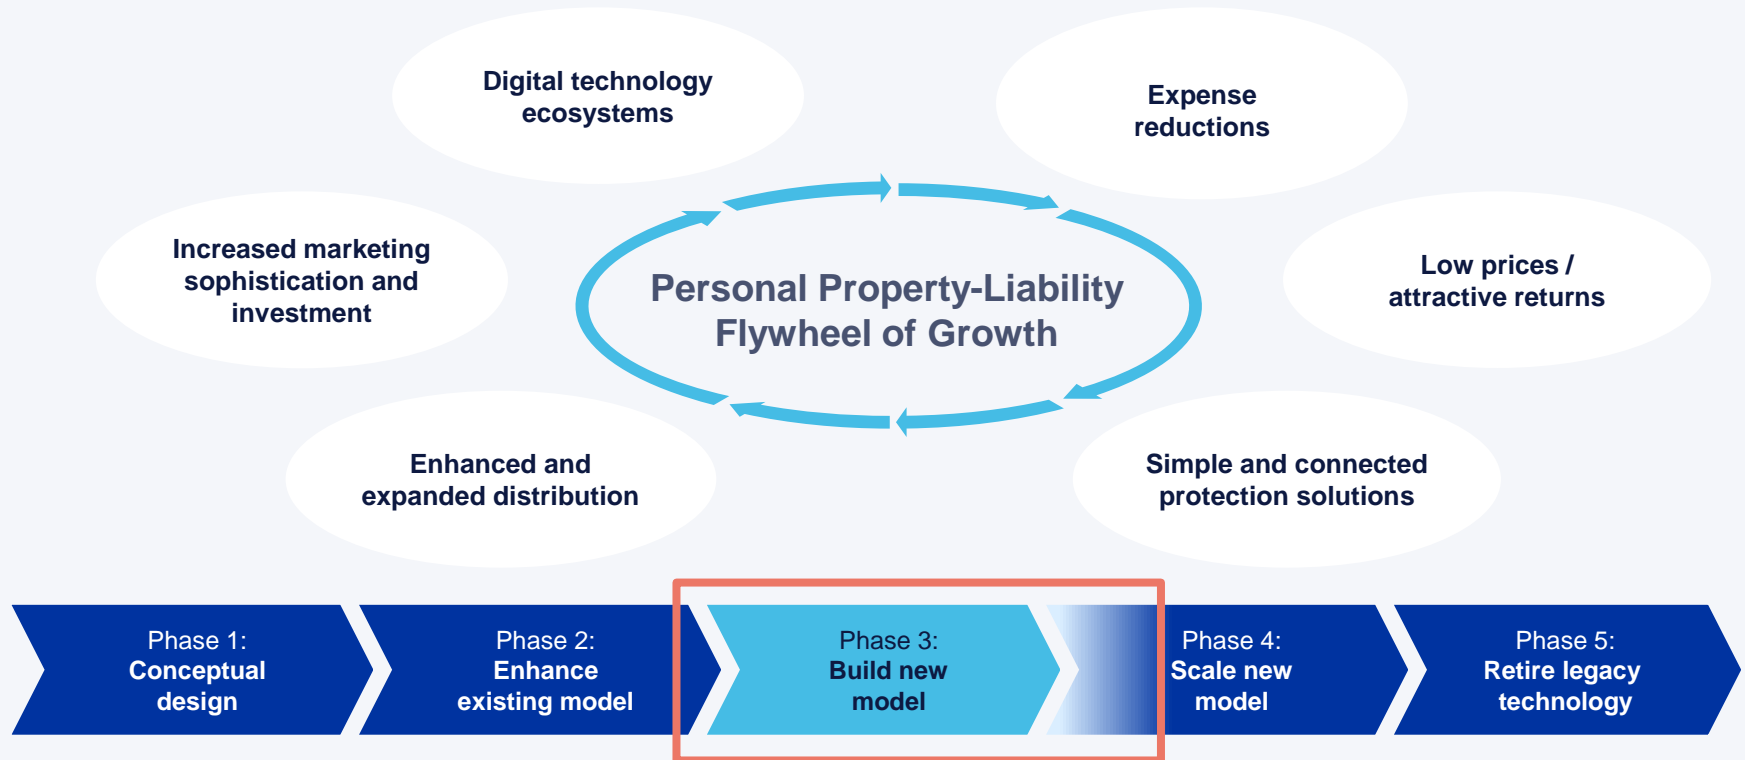 Digital technology
ecosystems
Expense
reductions
Increased marketing
sophistication and
investment
Personal Property-Liability
Flywheel of Growth
Low prices /
attractive returns
Enhanced and
expanded distribution
Simple and connected
protection solutions
Phase 1:
Conceptual
design
Phase 2:
Enhance
existing model
Phase 3:
Build new
model
Phase 4:
Scale new
model
Phase 5:
Retire legacy
technology